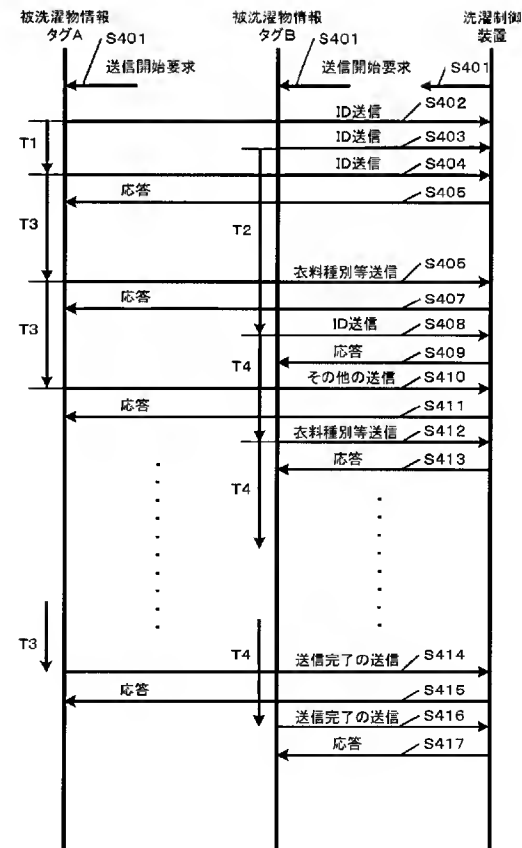 被洗濯物情報
タグA
被洗濯物情報
タグB
洗濯制御
装置
S401
S401
S401
送信開始要求
送信開始要求
ID送信
S402
T1
ID送信
S403
ID送信
S404
応答
S405
T3
T2
衣料種別等送信
S406
応答
S407
T3
ID送信
S408
応答
S409
T4
その他の送信
S410
応答
S411
衣料種別等送信
S412
応答
S413
T4
T3
T4
送信完了の送信
S414
応答
S415
送信完了の送信
S416
応答
S417